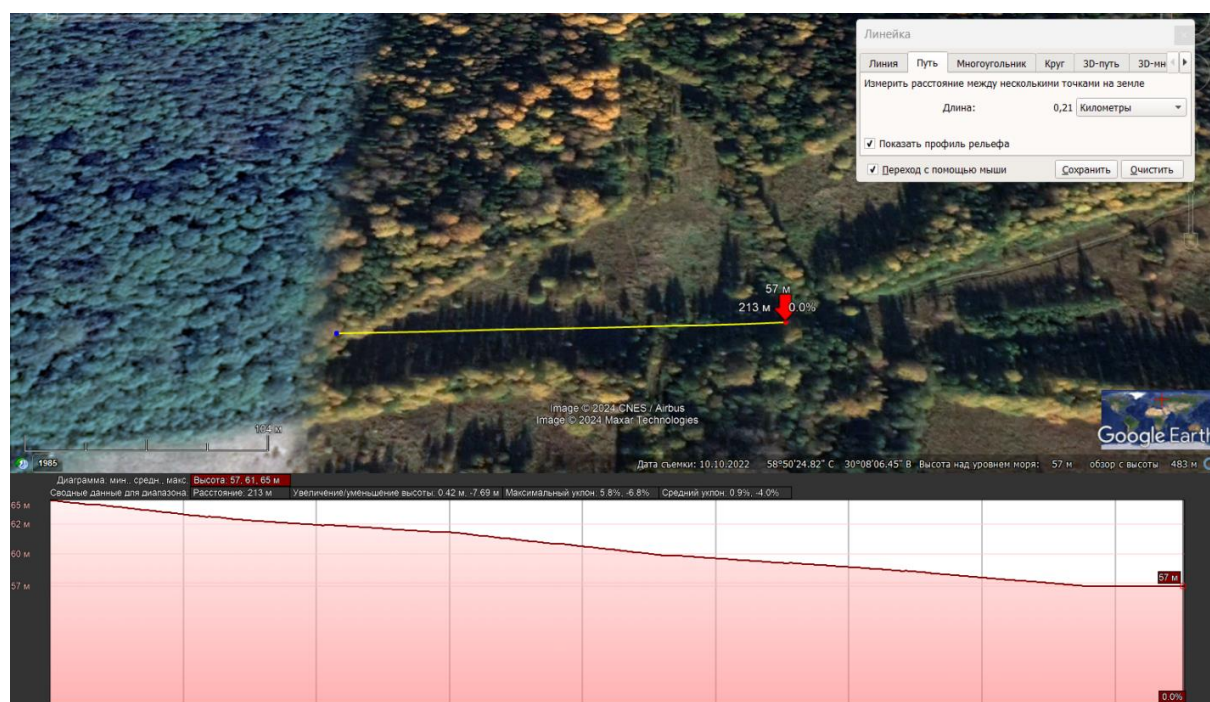 Линейка
Линия Путь Многоугольник Круг 3D-путь 3D-мн
Измерить расстояние между несколькими точками на земле
Длина: 0,21 Километры
Показать профиль рельефа
Переход с помощью мыши Сохранить Очистить
57 м
213 м 0.0%
Image © 2024 CNES / Airbus
Image © 2024 Maxar Technologies
104 м
Google Earth
1985
Дата съемки: 10.10.2022 58°50'24.82" С 30°08'06.45" В Высота над уровнем моря: 57 м обзор с высоты 483 м
Диаграмма: мин., средн., макс. Высота: 57, 61, 65 м
Сводные данные для диапазона: Расстояние: 213 м Увеличение/уменьшение высоты: 0.42 м, -7.69 м Максимальный уклон: 5.8%, -6.8% Средний уклон: 0.9%, -4.0%
65 м
62 м
60 м
57 м
57 м
0.0%